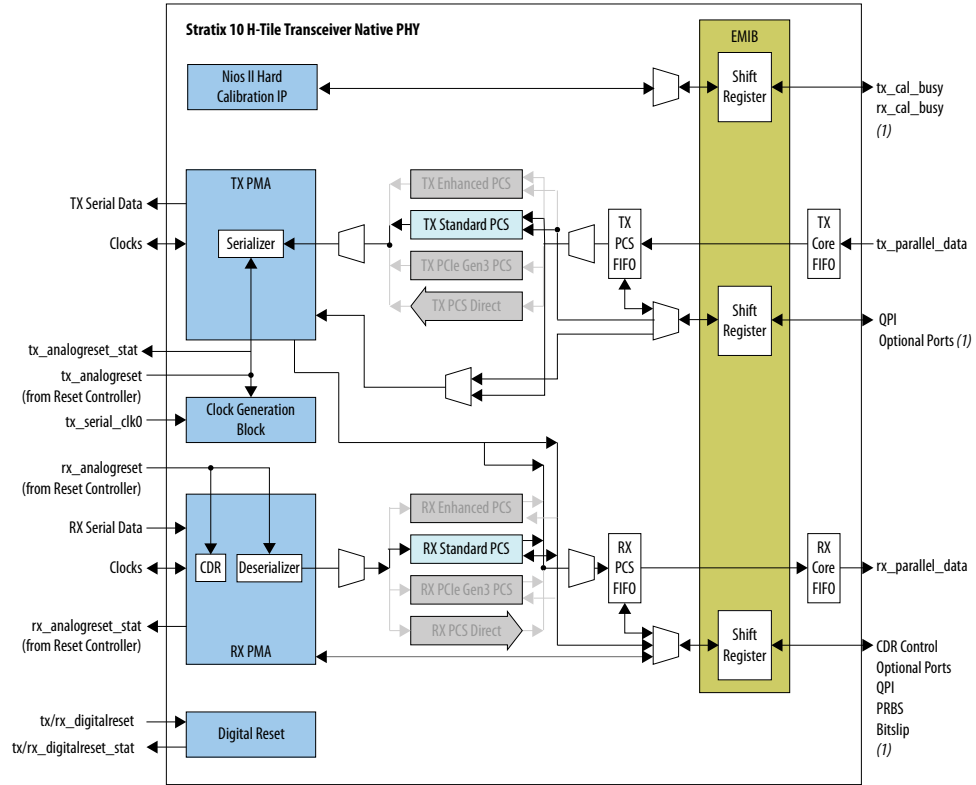 Stratix 10 H-Tile Transceiver Native PHY
EMIB
Nios II Hard
Calibration IP
Shift
Register
tx_cal_busy
rx_cal_busy
(1)
TX PMA
TX Enhanced PCS
TX Serial Data
TX Standard PCS
Serializer
Clocks
TX
PCS
FIFO
TX
Core
FIFO
tx_parallel_data
TX PCIe Gen3 PCS
TX PCS Direct
Shift
Register
QPI
Optional Ports (1)
tx_analogreset_stat
tx_analogreset
(from Reset Controller)
tx_serial_clk0
Clock Generation
Block
rx_analogreset
(from Reset Controller)
RX Enhanced PCS
RX Serial Data
RX Standard PCS
Clocks
CDR
Deserializer
RX
PCS
FIFO
RX
Core
FIFO
rx_parallel_data
RX PCIe Gen3 PCS
RX PCS Direct
rx_analogreset_stat
(from Reset Controller)
RX PMA
Shift
Register
CDR Control
Optional Ports
QPI
PRBS
Bitslip
(1)
tx/rx_digitalreset
tx/rx_digitalreset_stat
Digital Reset